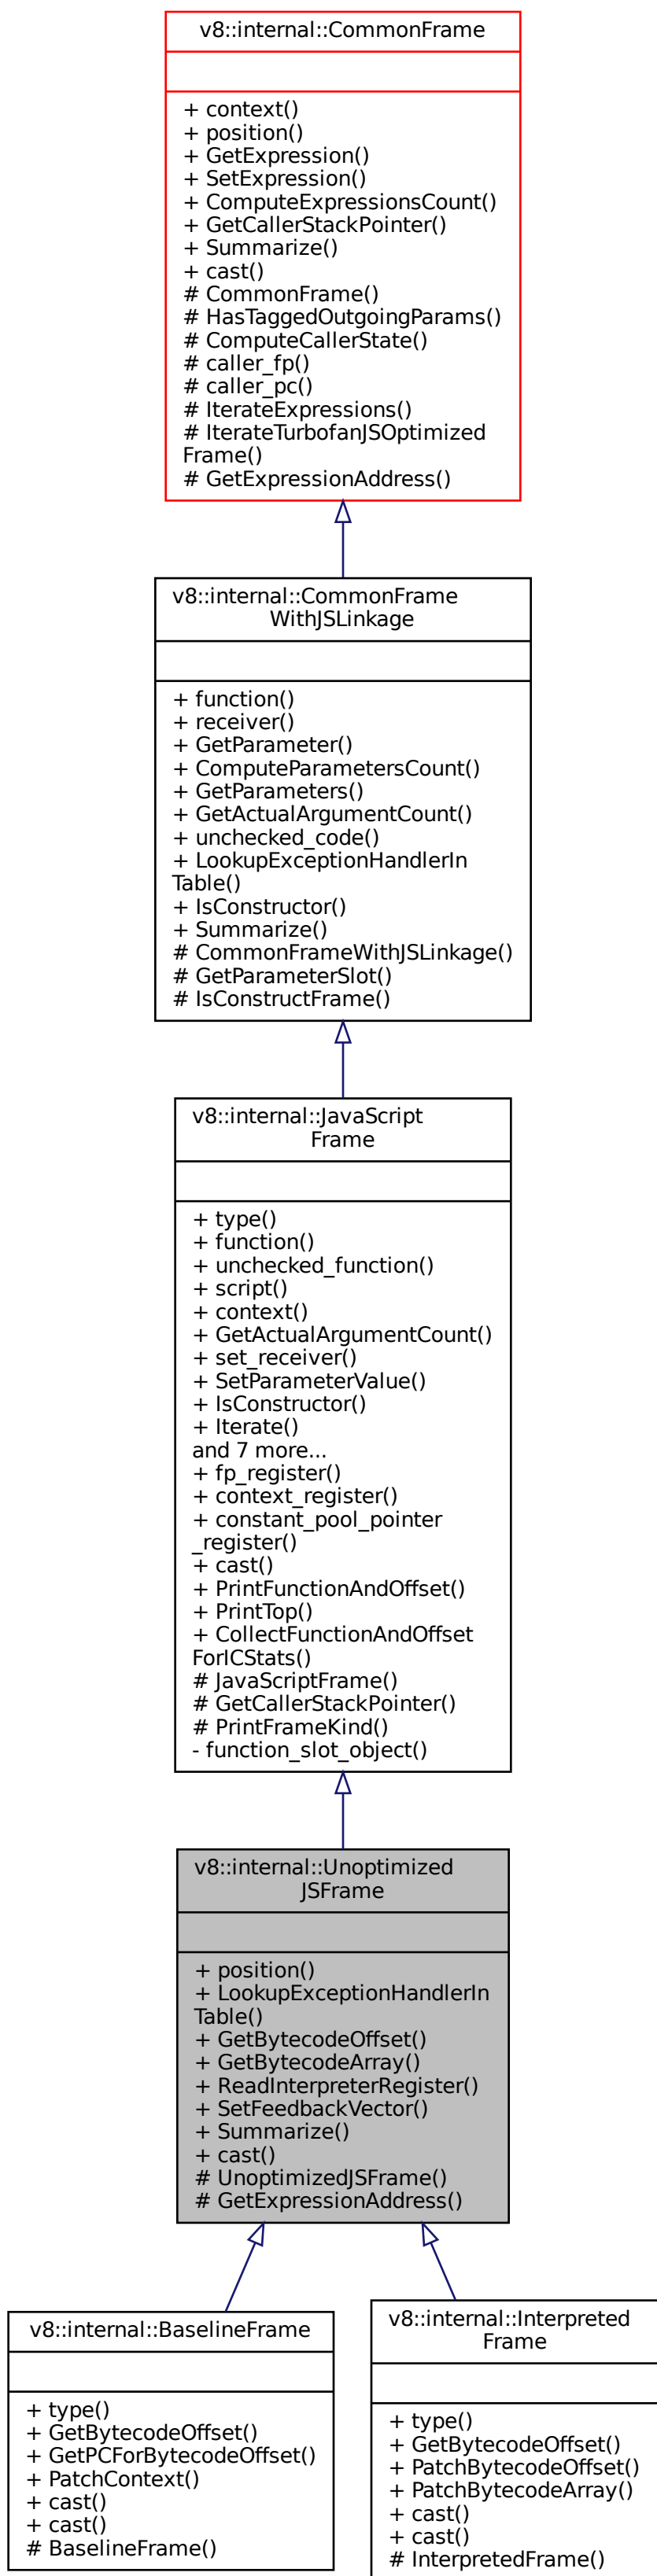 v8::internal::CommonFrame
+ context()
+ position()
+ GetExpression()
+ SetExpression()
+ ComputeExpressionsCount()
+ GetCallerStackPointer()
+ Summarize()
+ cast()
# CommonFrame()
# HasTaggedOutgoingParams()
# ComputeCallerState()
# caller_fp()
# caller_pc()
# IterateExpressions()
# IterateTurbofanJSOptimized
Frame()
# GetExpressionAddress()
v8::internal::CommonFrame
WithJSLinkage
+ function()
+ receiver()
+ GetParameter()
+ ComputeParametersCount()
+ GetParameters()
+ GetActualArgumentCount()
+ unchecked_code()
+ LookupExceptionHandlerIn
Table()
+ IsConstructor()
+ Summarize()
# CommonFrameWithJSLinkage()
# GetParameterSlot()
# IsConstructFrame()
v8::internal::JavaScript
Frame
+ type()
+ function()
+ unchecked_function()
+ script()
+ context()
+ GetActualArgumentCount()
+ set_receiver()
+ SetParameterValue()
+ IsConstructor()
+ Iterate()
and 7 more...
+ fp_register()
+ context_register()
+ constant_pool_pointer
_register()
+ cast()
+ PrintFunctionAndOffset()
+ PrintTop()
+ CollectFunctionAndOffset
ForICStats()
# JavaScriptFrame()
# GetCallerStackPointer()
# PrintFrameKind()
- function_slot_object()
v8::internal::Unoptimized
JSFrame
+ position()
+ LookupExceptionHandlerIn
Table()
+ GetBytecodeOffset()
+ GetBytecodeArray()
+ ReadInterpreterRegister()
+ SetFeedbackVector()
+ Summarize()
+ cast()
# UnoptimizedJSFrame()
# GetExpressionAddress()
v8::internal::BaselineFrame
+ type()
+ GetBytecodeOffset()
+ GetPCForBytecodeOffset()
+ PatchContext()
+ cast()
+ cast()
# BaselineFrame()
v8::internal::Interpreted
Frame
+ type()
+ GetBytecodeOffset()
+ PatchBytecodeOffset()
+ PatchBytecodeArray()
+ cast()
+ cast()
# InterpretedFrame()